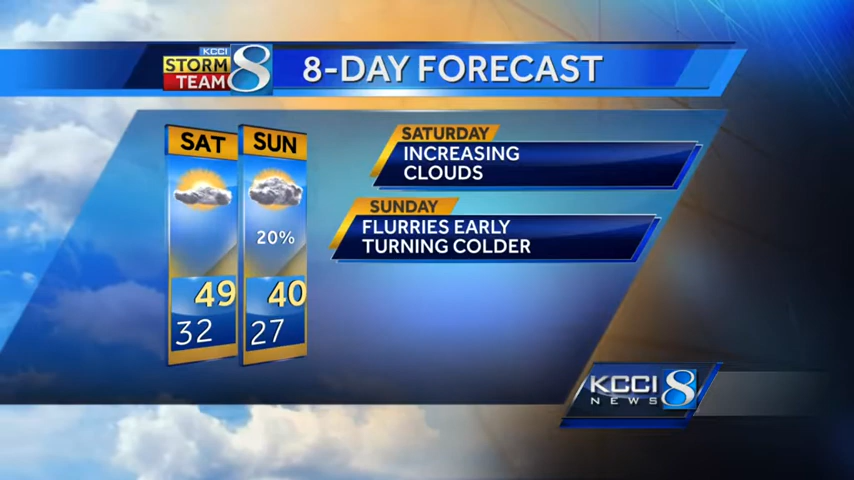 KCCI
STORM
TEAM
8
8-DAY FORECAST
SAT
SUN
20%
49
40
32
27
SATURDAY
INCREASING
CLOUDS
SUNDAY
FLURRIES EARLY
TURNING COLDER
KCCI 8
NEWS